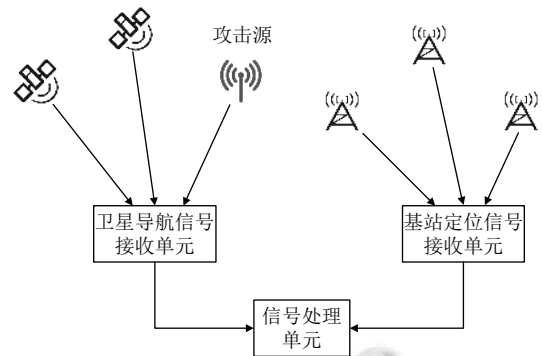 攻击源
卫星导航信号
接收单元
基站定位信号
接收单元
信号处理
单元